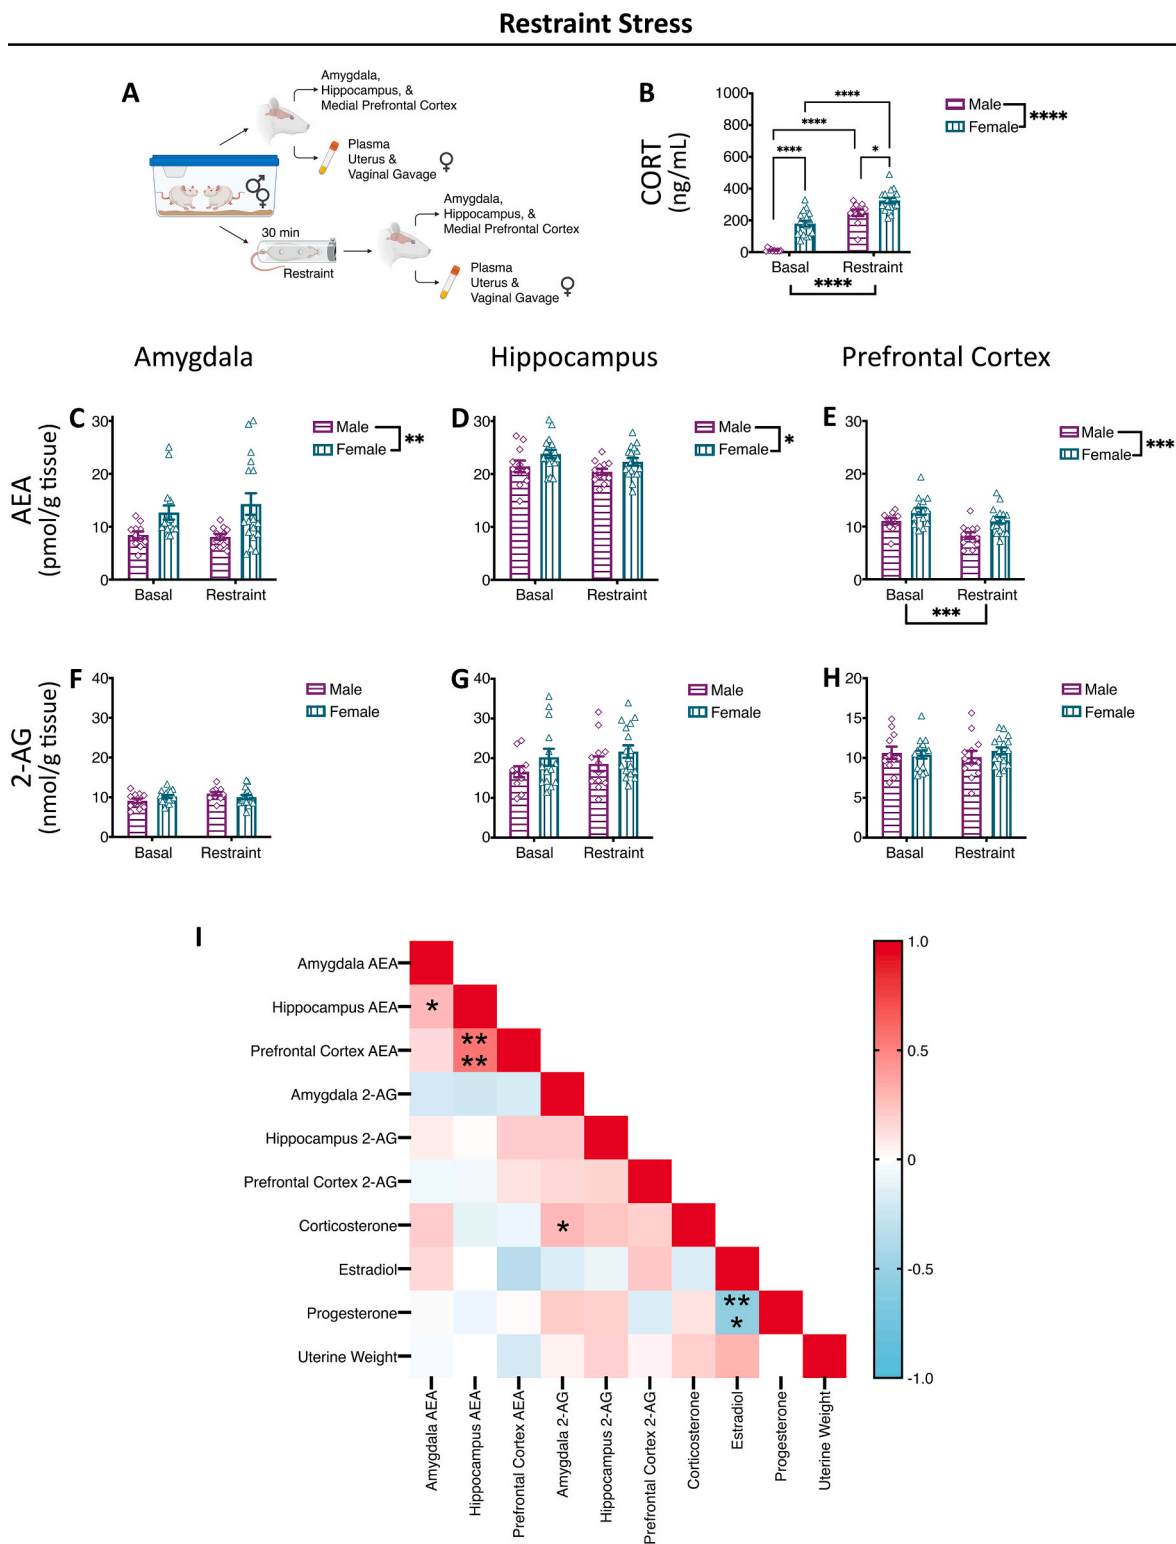 Restraint Stress
A
Amygdala,
Hippocampus, &
Medial Prefrontal Cortex
Plasma
Uterus &
Vaginal Gavage ♀
30 min
Restraint
Amygdala,
Hippocampus, &
Medial Prefrontal Cortex
Plasma
Uterus &
Vaginal Gavage ♀
B
CORT
(ng/mL)
1000
800
600
400
200
0
****
****
****
*
Basal
Restraint
****
Male
Female
****
Amygdala
Hippocampus
Prefrontal Cortex
AEA
(pmol/g tissue)
C
30
20
10
0
Basal
Restraint
Male
Female
**
D
30
20
10
0
Basal
Restraint
Male
Female
*
E
30
20
10
0
Basal
Restraint
***
Male
Female
***
2-AG
(nmol/g tissue)
F
40
30
20
10
0
Basal
Restraint
Male
Female
G
40
30
20
10
0
Basal
Restraint
Male
Female
H
20
15
10
5
0
Basal
Restraint
Male
Female
I
Amygdala AEA
Hippocampus AEA
*
Prefrontal Cortex AEA
**
**
Amygdala 2-AG
Hippocampus 2-AG
Prefrontal Cortex 2-AG
Corticosterone
*
Estradiol
Progesterone
**
*
Uterine Weight
Amygdala AEA
Hippocampus AEA
Prefrontal Cortex AEA
Amygdala 2-AG
Hippocampus 2-AG
Prefrontal Cortex 2-AG
Corticosterone
Estradiol
Progesterone
Uterine Weight
1.0
0.5
0
-0.5
-1.0